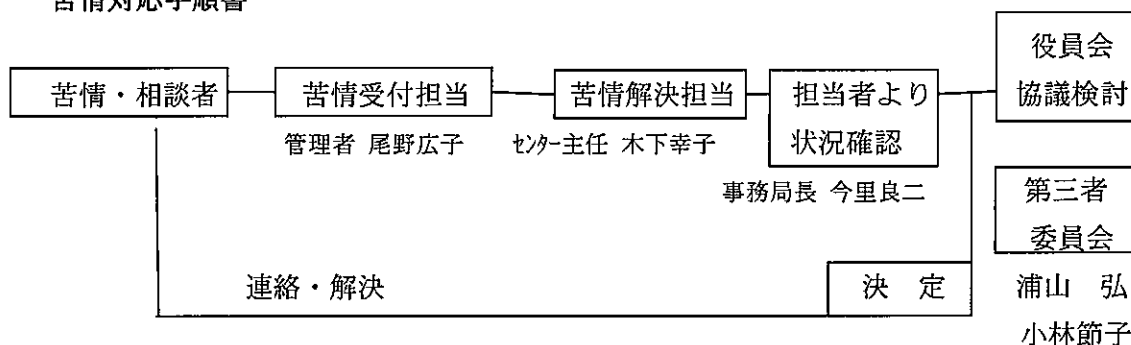 苦情対応手順書
苦情・相談者
苦情受付担当
管理者 尾野広子
苦情解決担当
センター主任 木下幸子
担当者より
状況確認
事務局長 今里良二
役員会
協議検討
第三者
委員会
浦山 弘
小林節子
決 定
連絡・解決